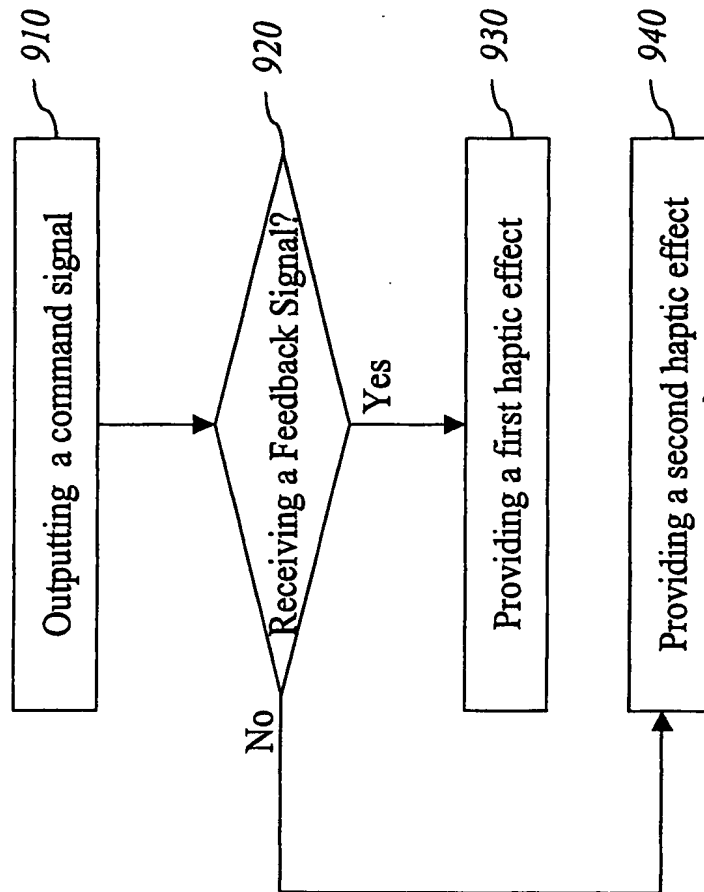 Outputting a command signal
910
Receiving a Feedback Signal?
920
No
Yes
Providing a first haptic effect
930
Providing a second haptic effect
940